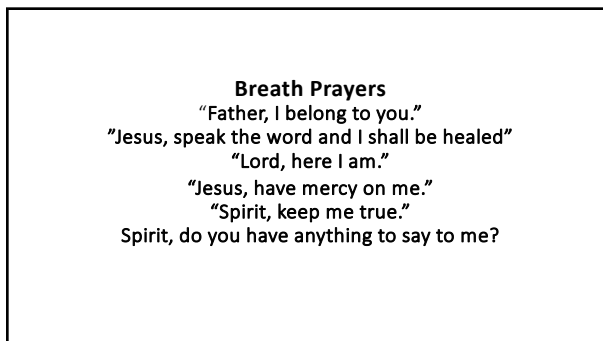 Breath Prayers
“Father, I belong to you.”
”Jesus, speak the word and I shall be healed”
“Lord, here I am.”
“Jesus, have mercy on me.”
“Spirit, keep me true.”
Spirit, do you have anything to say to me?